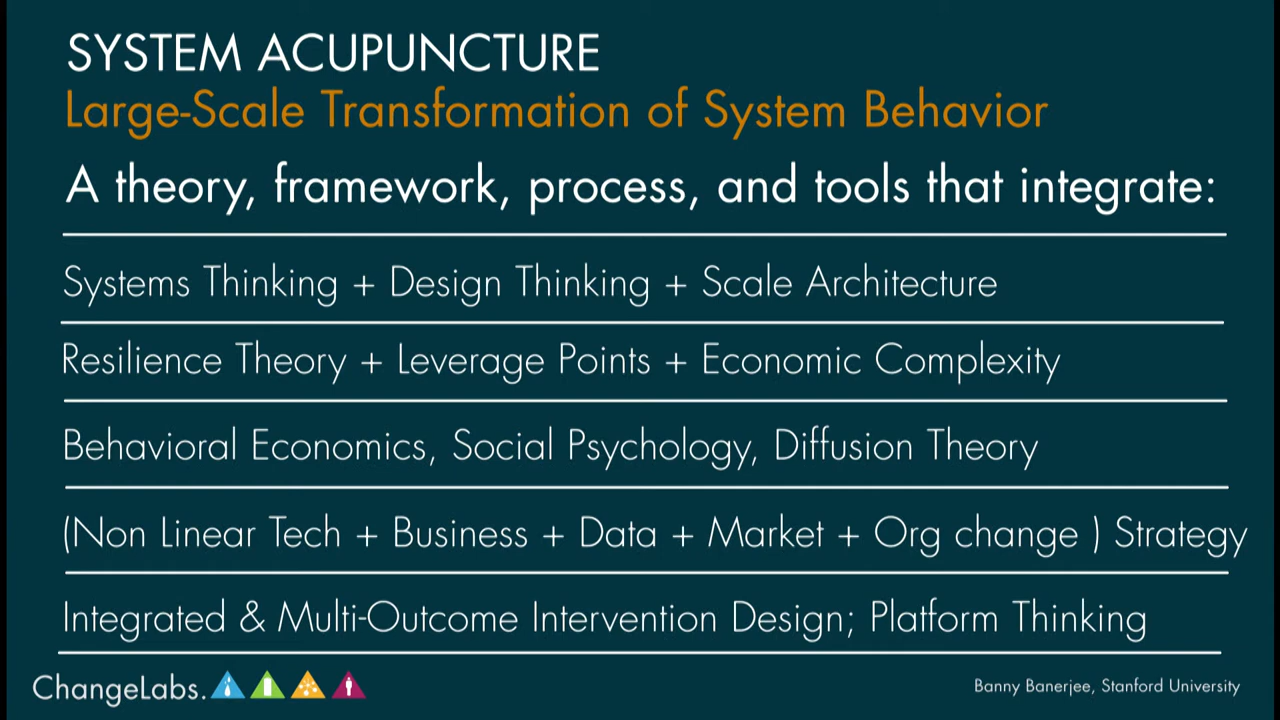 SYSTEM ACUPUNCTURE
Large-Scale Transformation of System Behavior
A theory, framework, process, and tools that integrate:
Systems Thinking + Design Thinking + Scale Architecture
Resilience Theory + Leverage Points + Economic Complexity
Behavioral Economics, Social Psychology, Diffusion Theory
(Non Linear Tech + Business + Data + Market + Org change ) Strategy
Integrated & Multi-Outcome Intervention Design; Platform Thinking
ChangeLabs.
Banny Banerjee, Stanford University